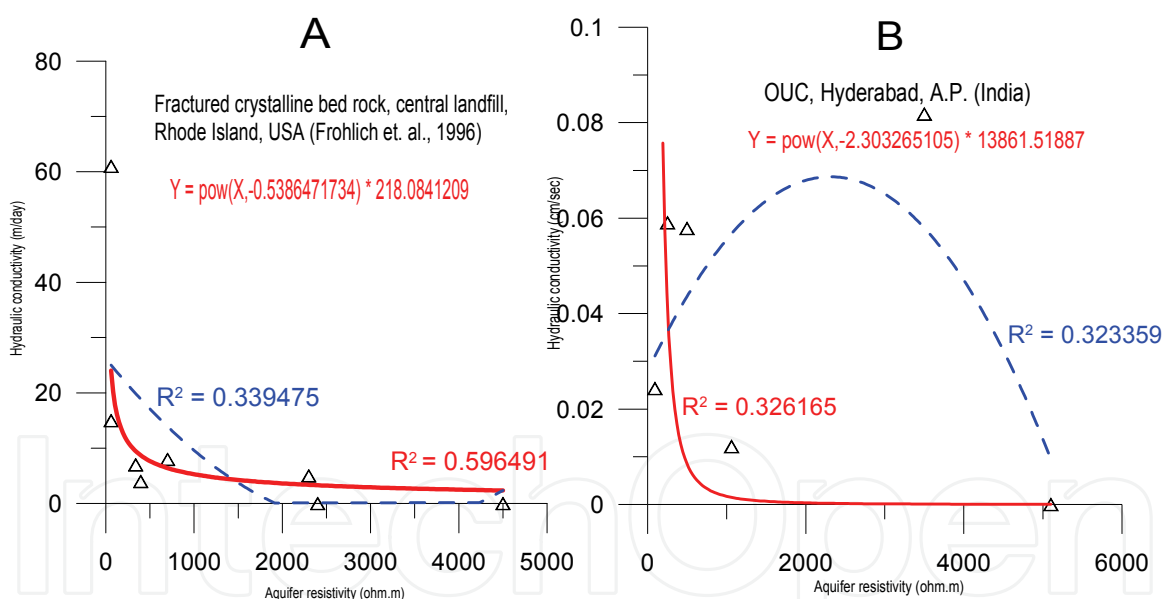 A
80
60
40
20
0
Hydraulic conductivity (m/day)
Fractured crystalline bed rock, central landfill,
Rhode Island, USA (Frohlich et. al., 1996)
Y = pow(X,-0.5386471734) * 218.0841209
R² = 0.339475
R² = 0.596491
0 1000 2000 3000 4000 5000
Aquifer resistivity (ohm.m)
B
0.1
0.08
0.06
0.04
0.02
0
Hydraulic conductivity (cm/sec)
OUC, Hyderabad, A.P. (India)
Y = pow(X,-2.303265105) * 13861.51887
R² = 0.323359
R² = 0.326165
0 2000 4000 6000
Aquifer resistivity (ohm.m)
IntechOpen